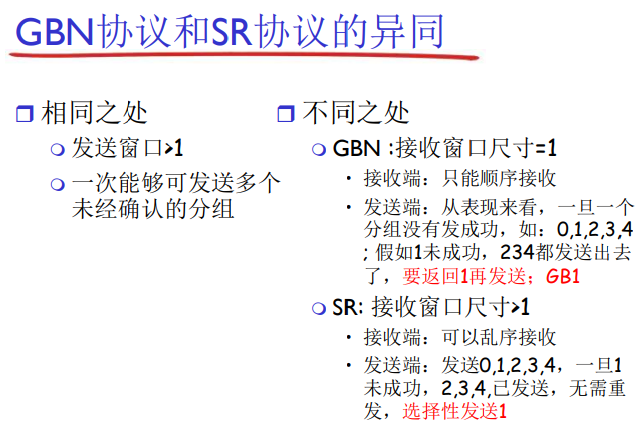 GBN协议和SR协议的异同
相同之处
发送窗口>1
一次能够可发送多个
未经确认的分组
不同之处
GBN :接收窗口尺寸=1
接收端：只能顺序接收
发送端：从表现来看，一旦一个
分组没有发成功，如：0,1,2,3,4
; 假如1未成功，234都发送出去
了，要返回1再发送；GB1
SR: 接收窗口尺寸>1
接收端：可以乱序接收
发送端：发送0,1,2,3,4，一旦1
未成功，2,3,4,已发送，无需重
发，选择性发送1